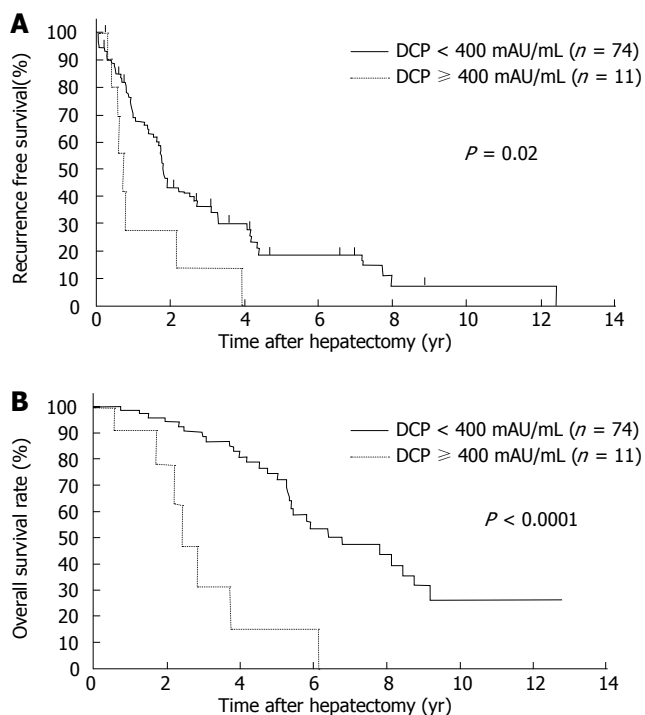 A
100
90
80
70
60
50
40
30
20
10
0
Recurrence free survival(%)
DCP < 400 mAU/mL (n = 74)
DCP ≥ 400 mAU/mL (n = 11)
P = 0.02
0 2 4 6 8 10 12 14
Time after hepatectomy (yr)
B
100
90
80
70
60
50
40
30
20
10
0
Overall survival rate (%)
DCP < 400 mAU/mL (n = 74)
DCP ≥ 400 mAU/mL (n = 11)
P < 0.0001
0 2 4 6 8 10 12 14
Time after hepatectomy (yr)